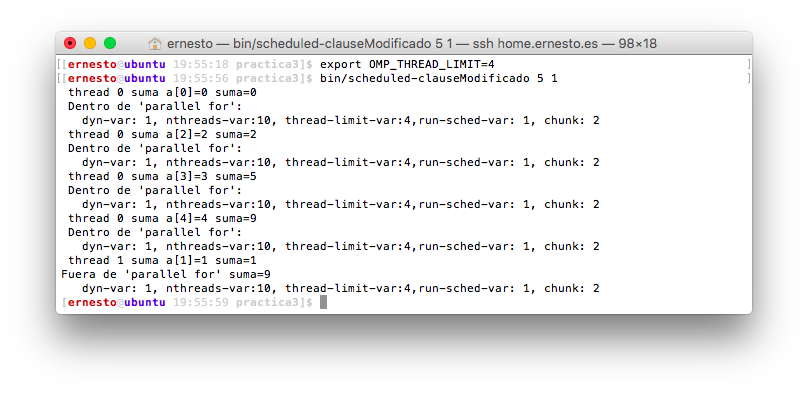 ernesto — bin/scheduled-clauseModificado 5 1 — ssh home.ernesto.es — 98×18
[[ernesto@ubuntu 19:55:18 practica3]$ export OMP_THREAD_LIMIT=4 ]
[[ernesto@ubuntu 19:55:56 practica3]$ bin/scheduled-clauseModificado 5 1 ]
thread 0 suma a[0]=0 suma=0
Dentro de 'parallel for':
dyn-var: 1, nthreads-var:10, thread-limit-var:4,run-sched-var: 1, chunk: 2
thread 0 suma a[2]=2 suma=2
Dentro de 'parallel for':
dyn-var: 1, nthreads-var:10, thread-limit-var:4,run-sched-var: 1, chunk: 2
thread 0 suma a[3]=3 suma=5
Dentro de 'parallel for':
dyn-var: 1, nthreads-var:10, thread-limit-var:4,run-sched-var: 1, chunk: 2
thread 0 suma a[4]=4 suma=9
Dentro de 'parallel for':
dyn-var: 1, nthreads-var:10, thread-limit-var:4,run-sched-var: 1, chunk: 2
thread 1 suma a[1]=1 suma=1
Fuera de 'parallel for' suma=9
dyn-var: 1, nthreads-var:10, thread-limit-var:4,run-sched-var: 1, chunk: 2
[ernesto@ubuntu 19:55:59 practica3]$